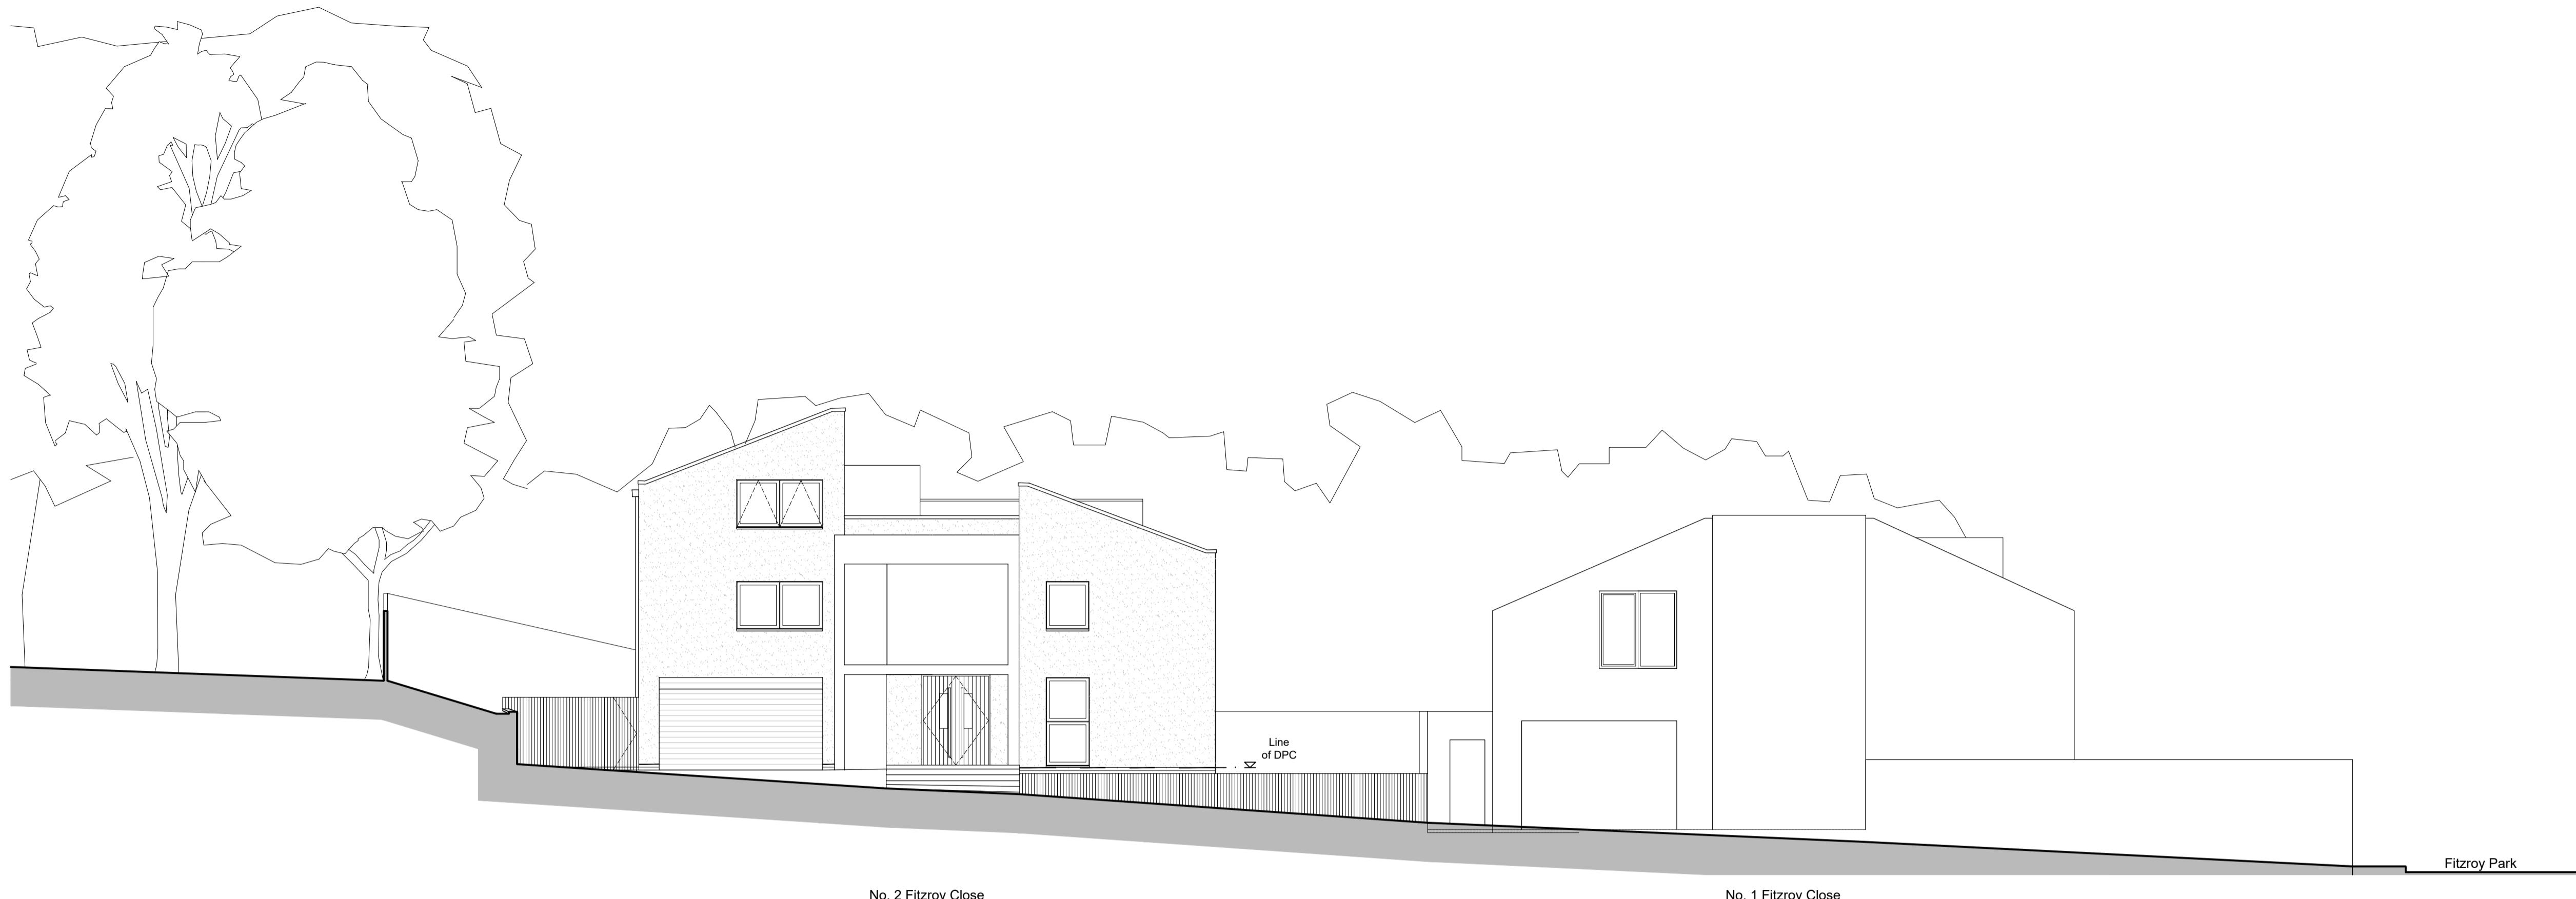 Line
of DPC
Fitzroy Park
No. 2 Fitzroy Close
No. 1 Fitzroy Close